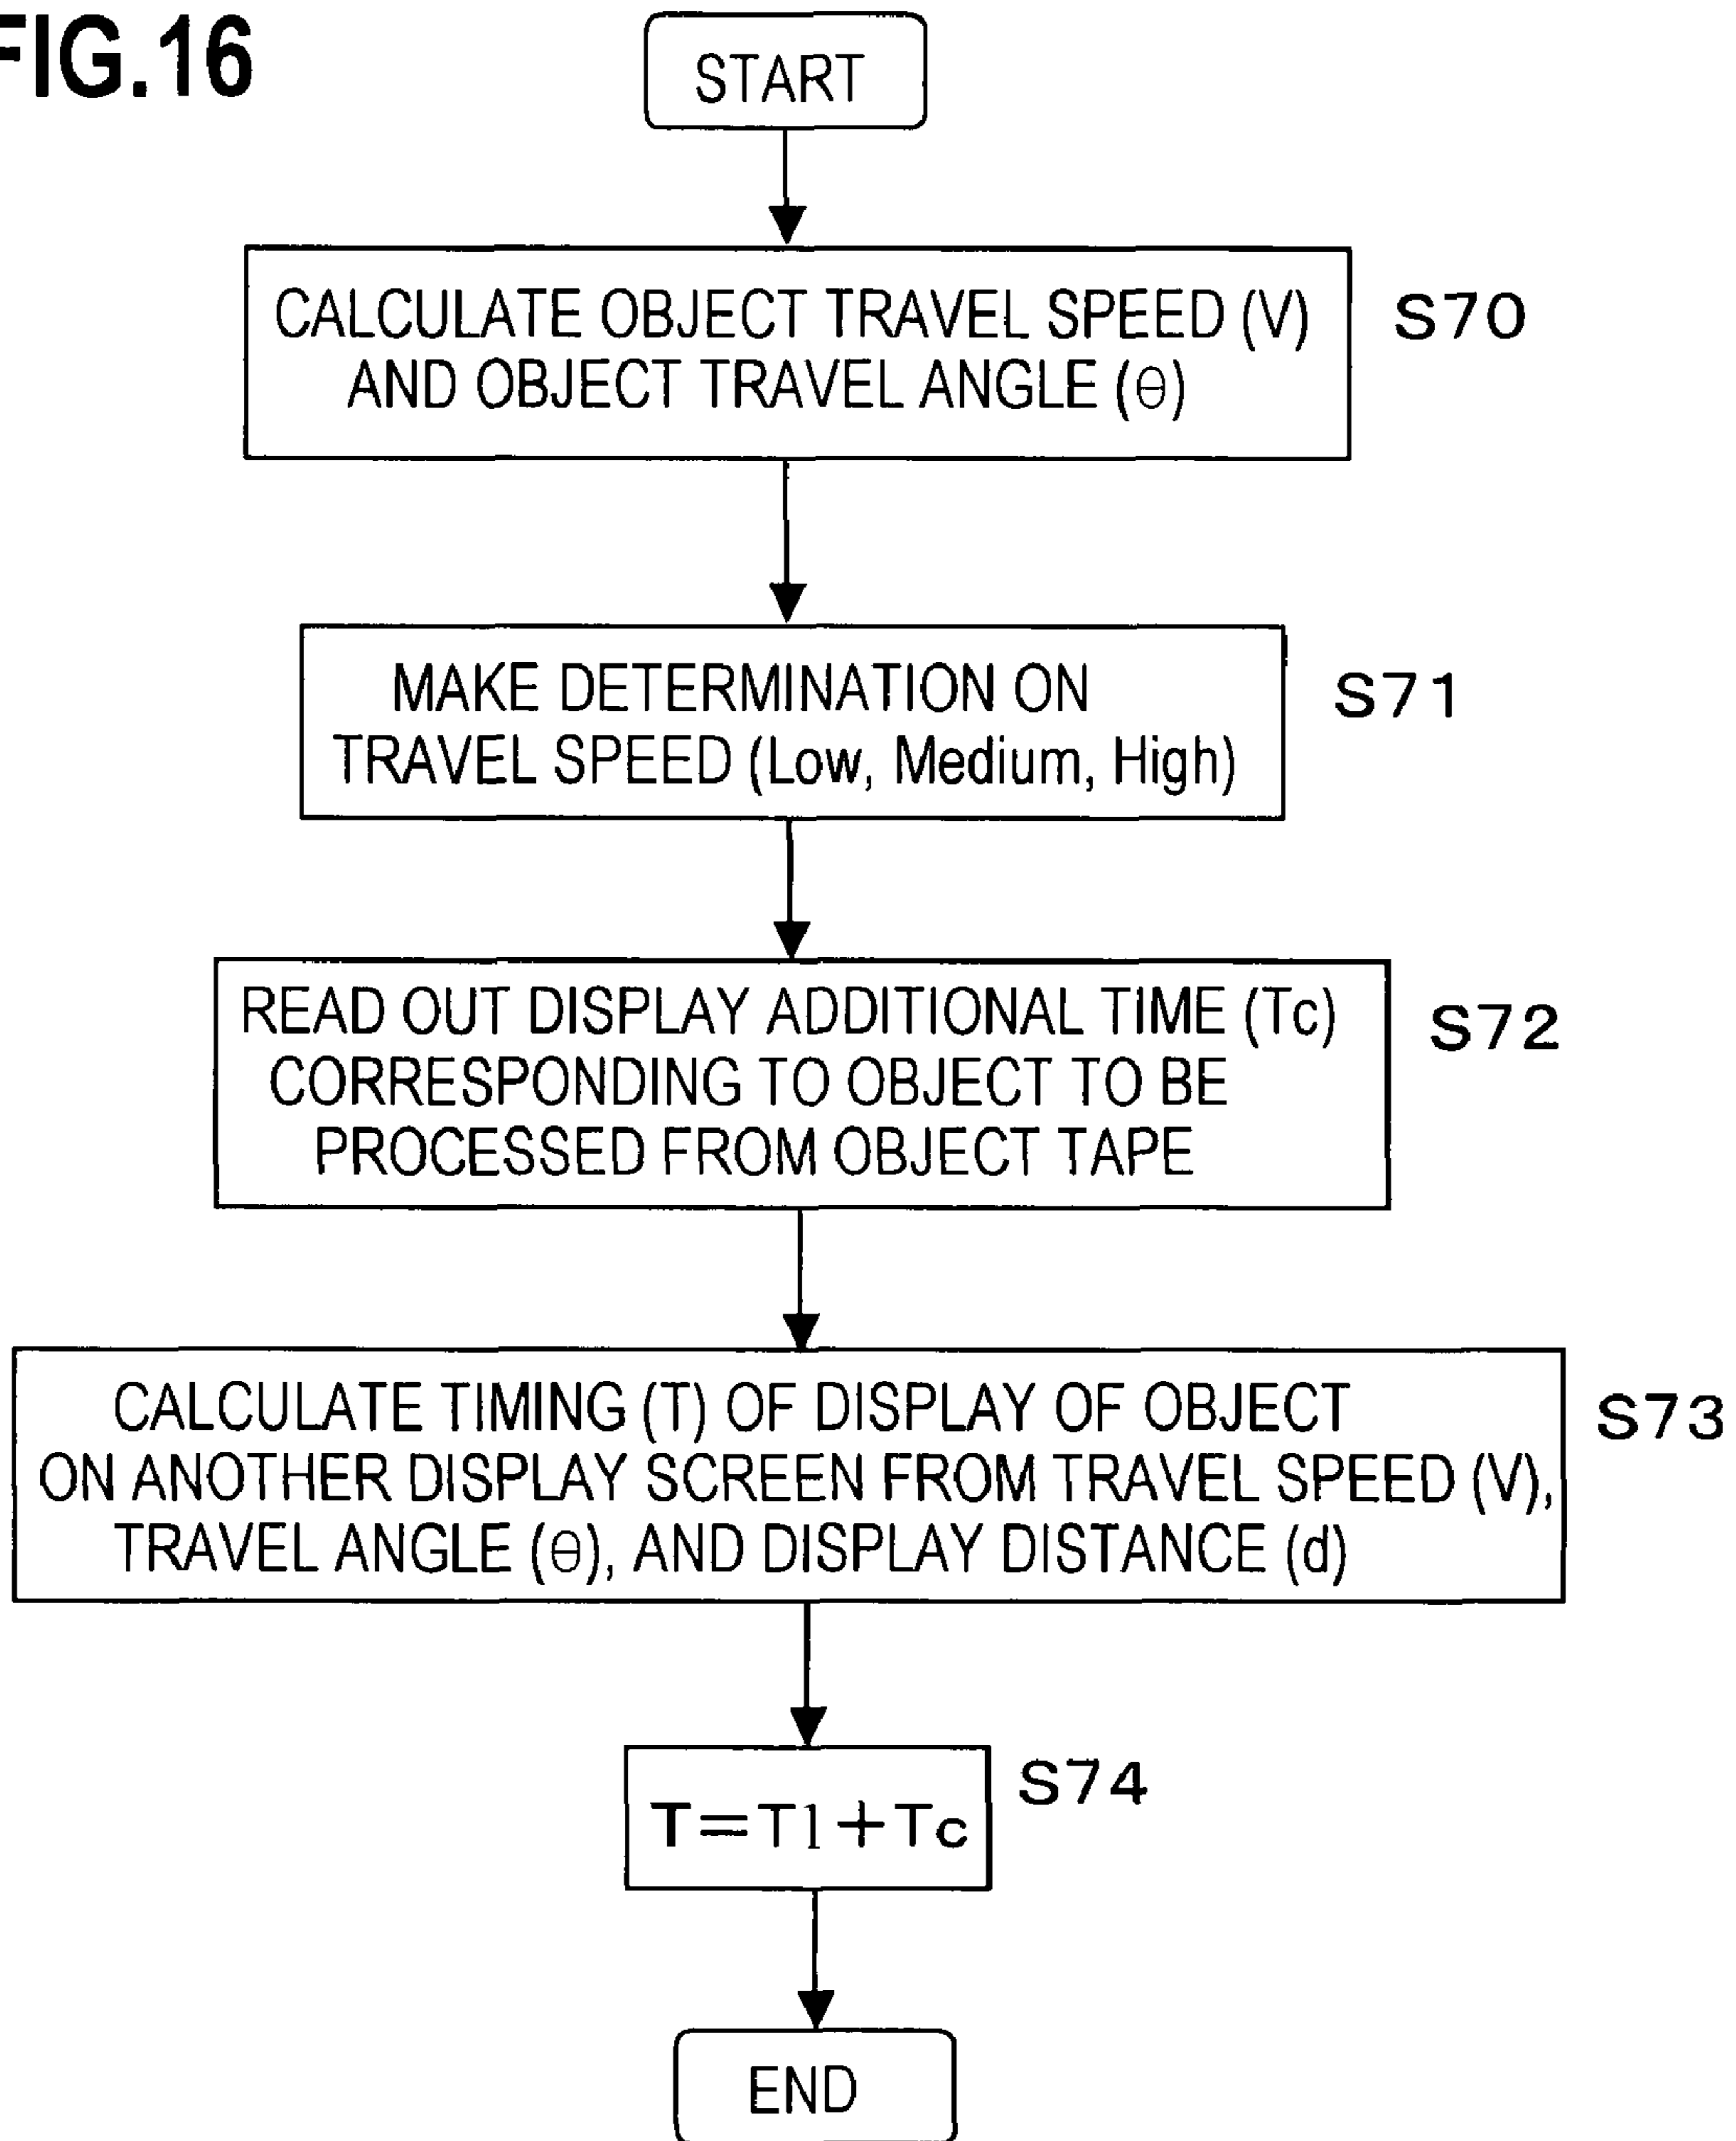 FIG.16
START
CALCULATE OBJECT TRAVEL SPEED (V)
AND OBJECT TRAVEL ANGLE (θ)
S70
MAKE DETERMINATION ON
TRAVEL SPEED (Low, Medium, High)
S71
READ OUT DISPLAY ADDITIONAL TIME (Tc)
CORRESPONDING TO OBJECT TO BE
PROCESSED FROM OBJECT TAPE
S72
CALCULATE TIMING (T) OF DISPLAY OF OBJECT
ON ANOTHER DISPLAY SCREEN FROM TRAVEL SPEED (V),
TRAVEL ANGLE (θ), AND DISPLAY DISTANCE (d)
S73
T=T1+Tc
S74
END